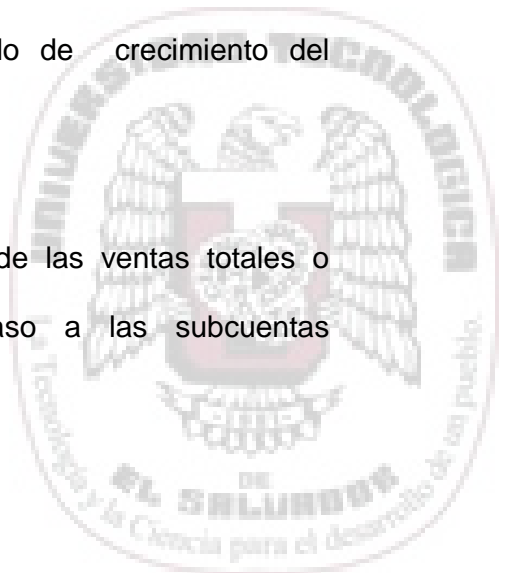 lo de crecimiento del
de las ventas totales o
aso a las subcuentas
UNIVERSIDAD TECNOLOGICA
DE
EL SALVADOR
La Tecnología y la Ciencia para el desarrollo de un pueblo.